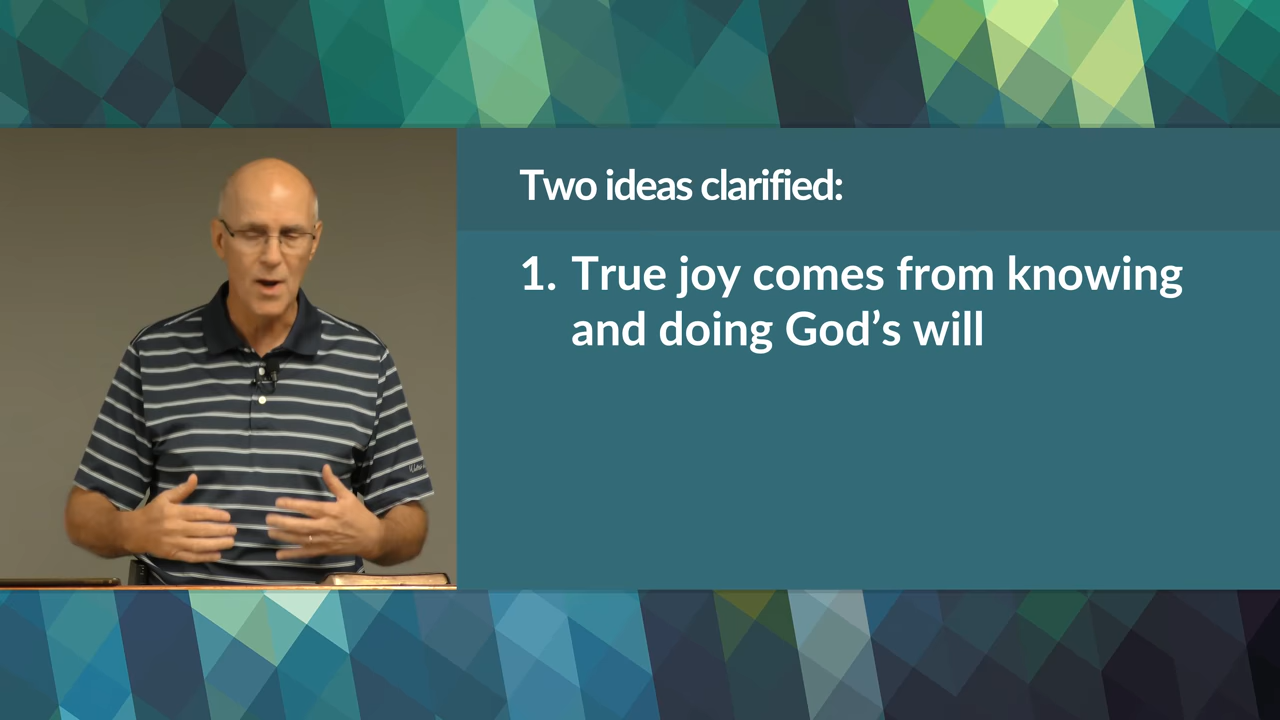 Two ideas clarified:
1. True joy comes from knowing
and doing God’s will